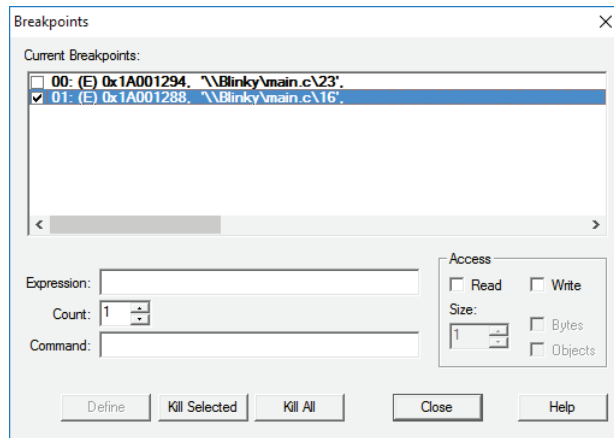 Breakpoints
Current Breakpoints:
00: (E) 0x1A001294, '\\Blinky\main.c\23',
01: (E) 0x1A001288, '\\Blinky\main.c\16',
Access
Expression:
Read
Write
Count: 1
Size:
1
Bytes
Command:
Objects
Define
Kill Selected
Kill All
Close
Help